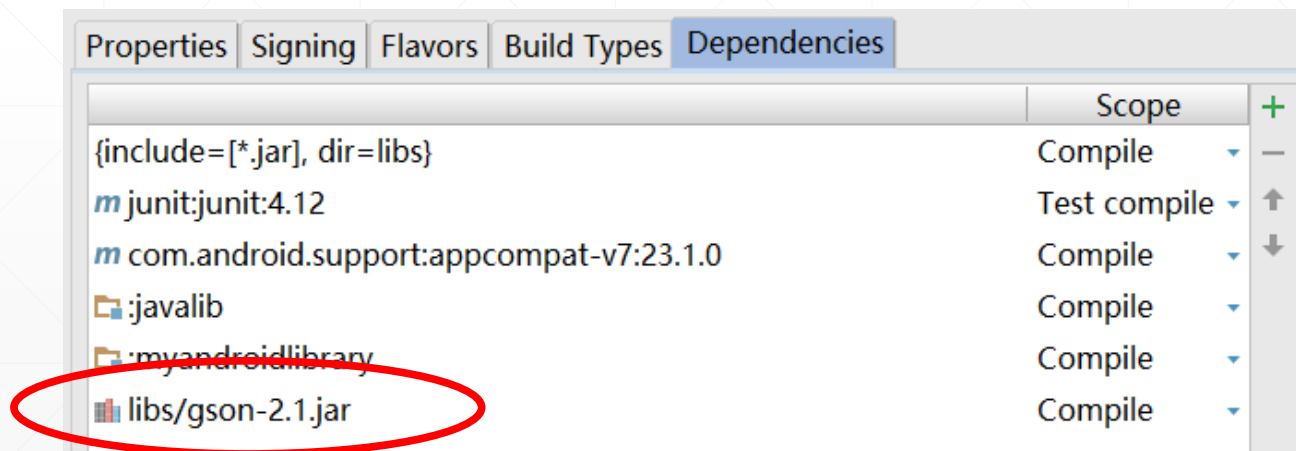 Properties Signing Flavors Build Types Dependencies
Scope
{include=[*.jar], dir=libs} Compile
m junit:junit:4.12 Test compile
m com.android.support:appcompat-v7:23.1.0 Compile
:javalib Compile
:myandroidlibrary Compile
libs/gson-2.1.jar Compile